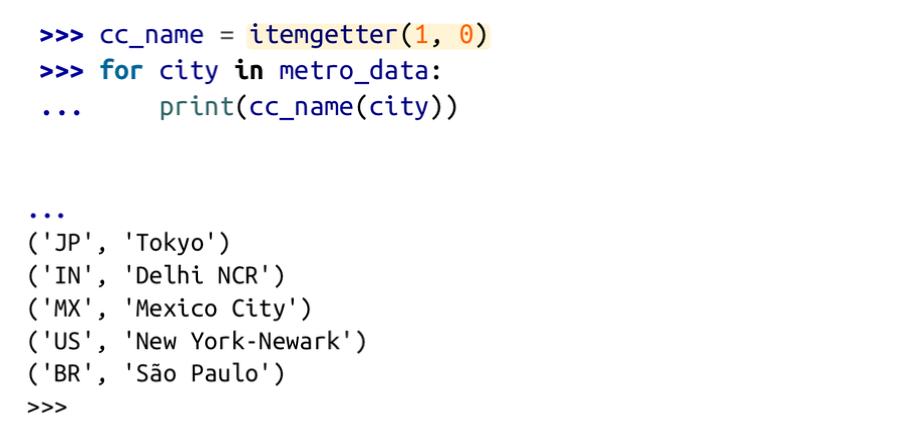 >>> cc_name = itemgetter(1, 0)
>>> for city in metro_data:
...     print(cc_name(city))
...
('JP', 'Tokyo')
('IN', 'Delhi NCR')
('MX', 'Mexico City')
('US', 'New York-Newark')
('BR', 'São Paulo')
>>>